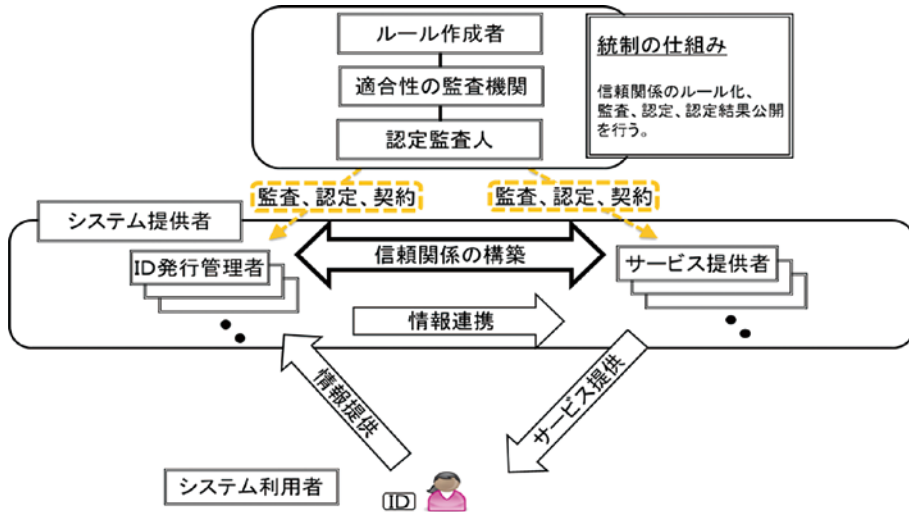 ルール作成者
適合性の監査機関
認定監査人
統制の仕組み
信頼関係のルール化、
監査、認定、認定結果公開
を行う。
監査、認定、契約
監査、認定、契約
システム提供者
ID発行管理者
信頼関係の構築
サービス提供者
情報連携
情報提供
サービス提供
システム利用者
ID